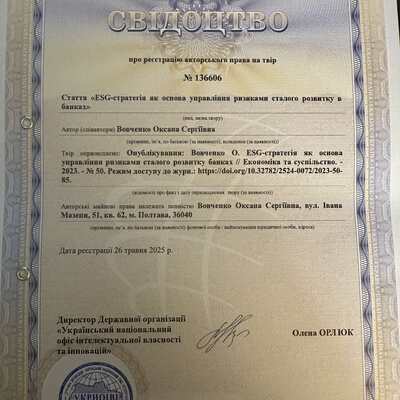 СВІДОЦТВО
про реєстрацію авторського права на твір
№ 136606
Стаття «ESG-стратегія як основа управління ризиками сталого розвитку в
банках»
(вид, назва твору)
Автор (співавтори) Вовченко Оксана Сергіївна
(прізвище, ім'я, по батькові (за наявності), псевдонім (за наявності))
Твір оприлюднено: Опублікування: Вовченко О. ESG-стратегія як основа
управління ризиками сталого розвитку банках // Економіка та суспільство. -
2023. - № 50. Режим доступу до журн.: https://doi.org/10.32782/2524-0072/2023-50-
85.
(відомості про факт і дату оприлюднення твору (за наявності))
Авторські майнові права належать повністю Вовченко Оксана Сергіївна, вул. Івана
Мазепи, 51, кв. 62, м. Полтава, 36040
(прізвище, ім'я, по батькові (за наявності) фізичної особи / найменування юридичної особи, адреса)
Дата реєстрації 26 травня 2025 р.
Директор Державної організації
«Український національний
офіс інтелектуальної власності
та інновацій»
Олена ОРЛЮК
УКРНОІВІ